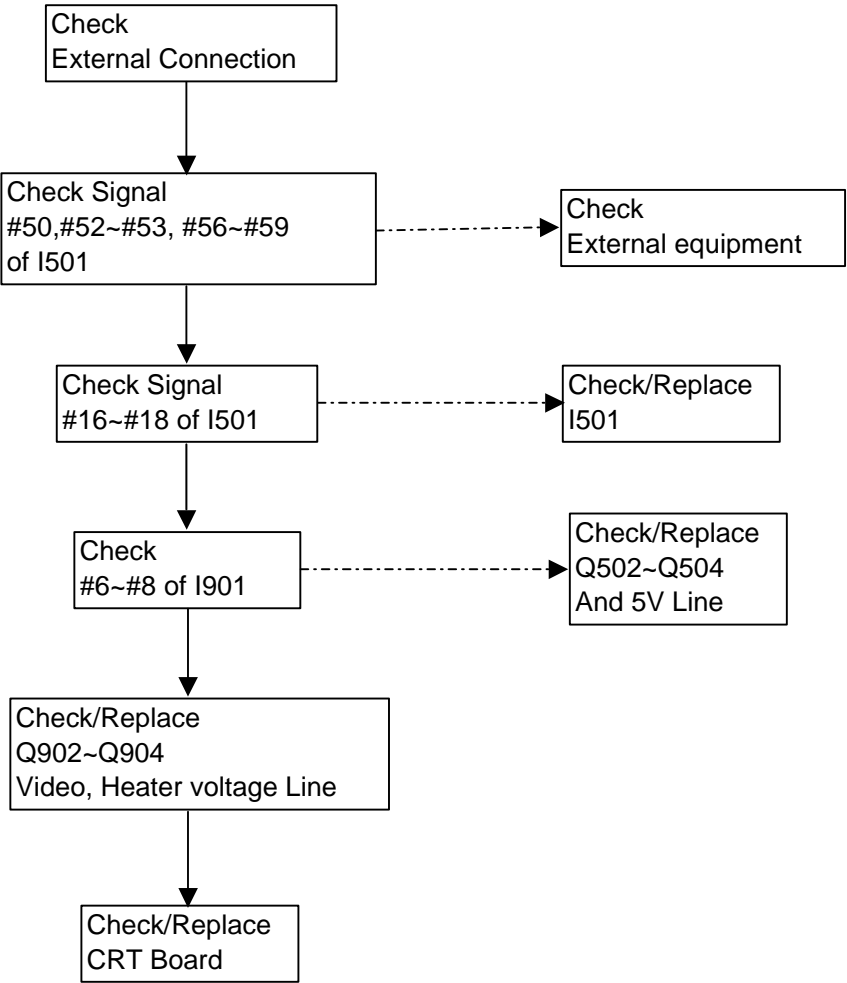 Check
External Connection
Check Signal
#50,#52~#53, #56~#59
of I501
Check
External equipment
Check Signal
#16~#18 of I501
Check/Replace
I501
Check
#6~#8 of I901
Check/Replace
Q502~Q504
And 5V Line
Check/Replace
Q902~Q904
Video, Heater voltage Line
Check/Replace
CRT Board